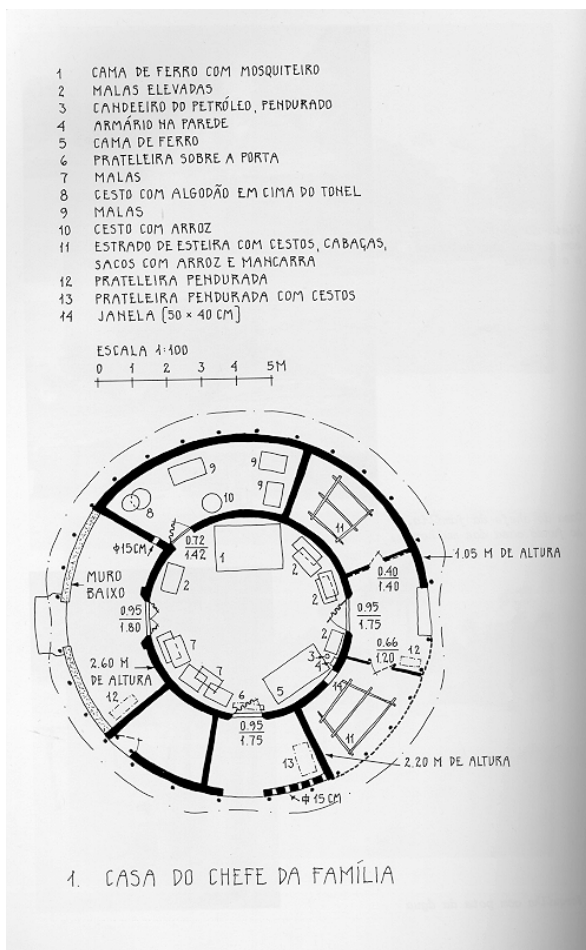 1 CAMA DE FERRO COM MOSQUITEIRO
2 MALAS ELEVADAS
3 CANDEEIRO DO PETRÓLEO, PENDURADO
4 ARMÁRIO NA PAREDE
5 CAMA DE FERRO
6 PRATELEIRA SOBRE A PORTA
7 MALAS
8 CESTO COM ALGODÃO EM CIMA DO TONEL
9 MALAS
10 CESTO COM ARROZ
11 ESTRADO DE ESTEIRA COM CESTOS, CABAÇAS,
SACOS COM ARROZ E MANCARRA
12 PRATELEIRA PENDURADA
13 PRATELEIRA PENDURADA COM CESTOS
14 JANELA [50 × 40 CM]
ESCALA 1:100
0 1 2 3 4 5M
9
9
9
8
10
11
ϕ15CM
0.72
1.42
1
2
2
1.05 M DE ALTURA
0.40
1.40
MURO
BAIXO
2
0.95
1.80
0.95
1.75
0.66
1.20
12
2
3
4
7
7
2.60 M
DE ALTURA
12
6
5
14
11
0.95
1.75
13
2.20 M DE ALTURA
ϕ 15CM
1. CASA DO CHEFE DA FAMÍLIA